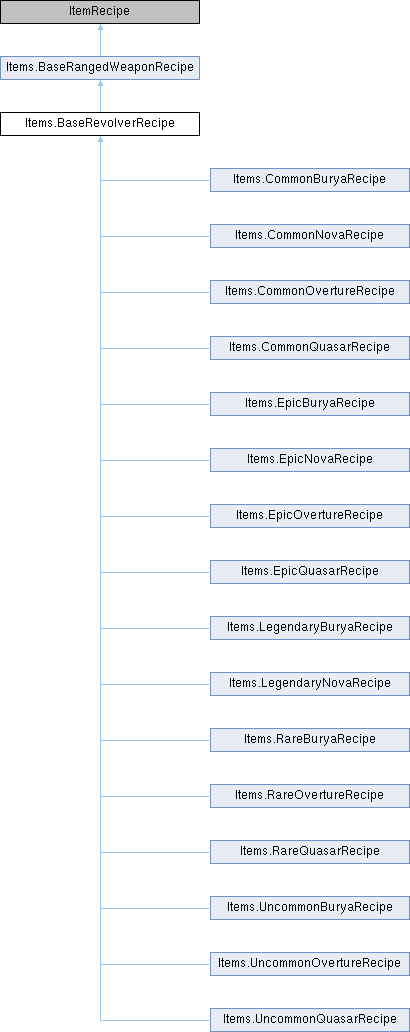 ItemRecipe
Items.BaseRangedWeaponRecipe
Items.BaseRevolverRecipe
Items.CommonBuryaRecipe
Items.CommonNovaRecipe
Items.CommonOvertureRecipe
Items.CommonQuasarRecipe
Items.EpicBuryaRecipe
Items.EpicNovaRecipe
Items.EpicOvertureRecipe
Items.EpicQuasarRecipe
Items.LegendaryBuryaRecipe
Items.LegendaryNovaRecipe
Items.RareBuryaRecipe
Items.RareOvertureRecipe
Items.RareQuasarRecipe
Items.UncommonBuryaRecipe
Items.UncommonOvertureRecipe
Items.UncommonQuasarRecipe